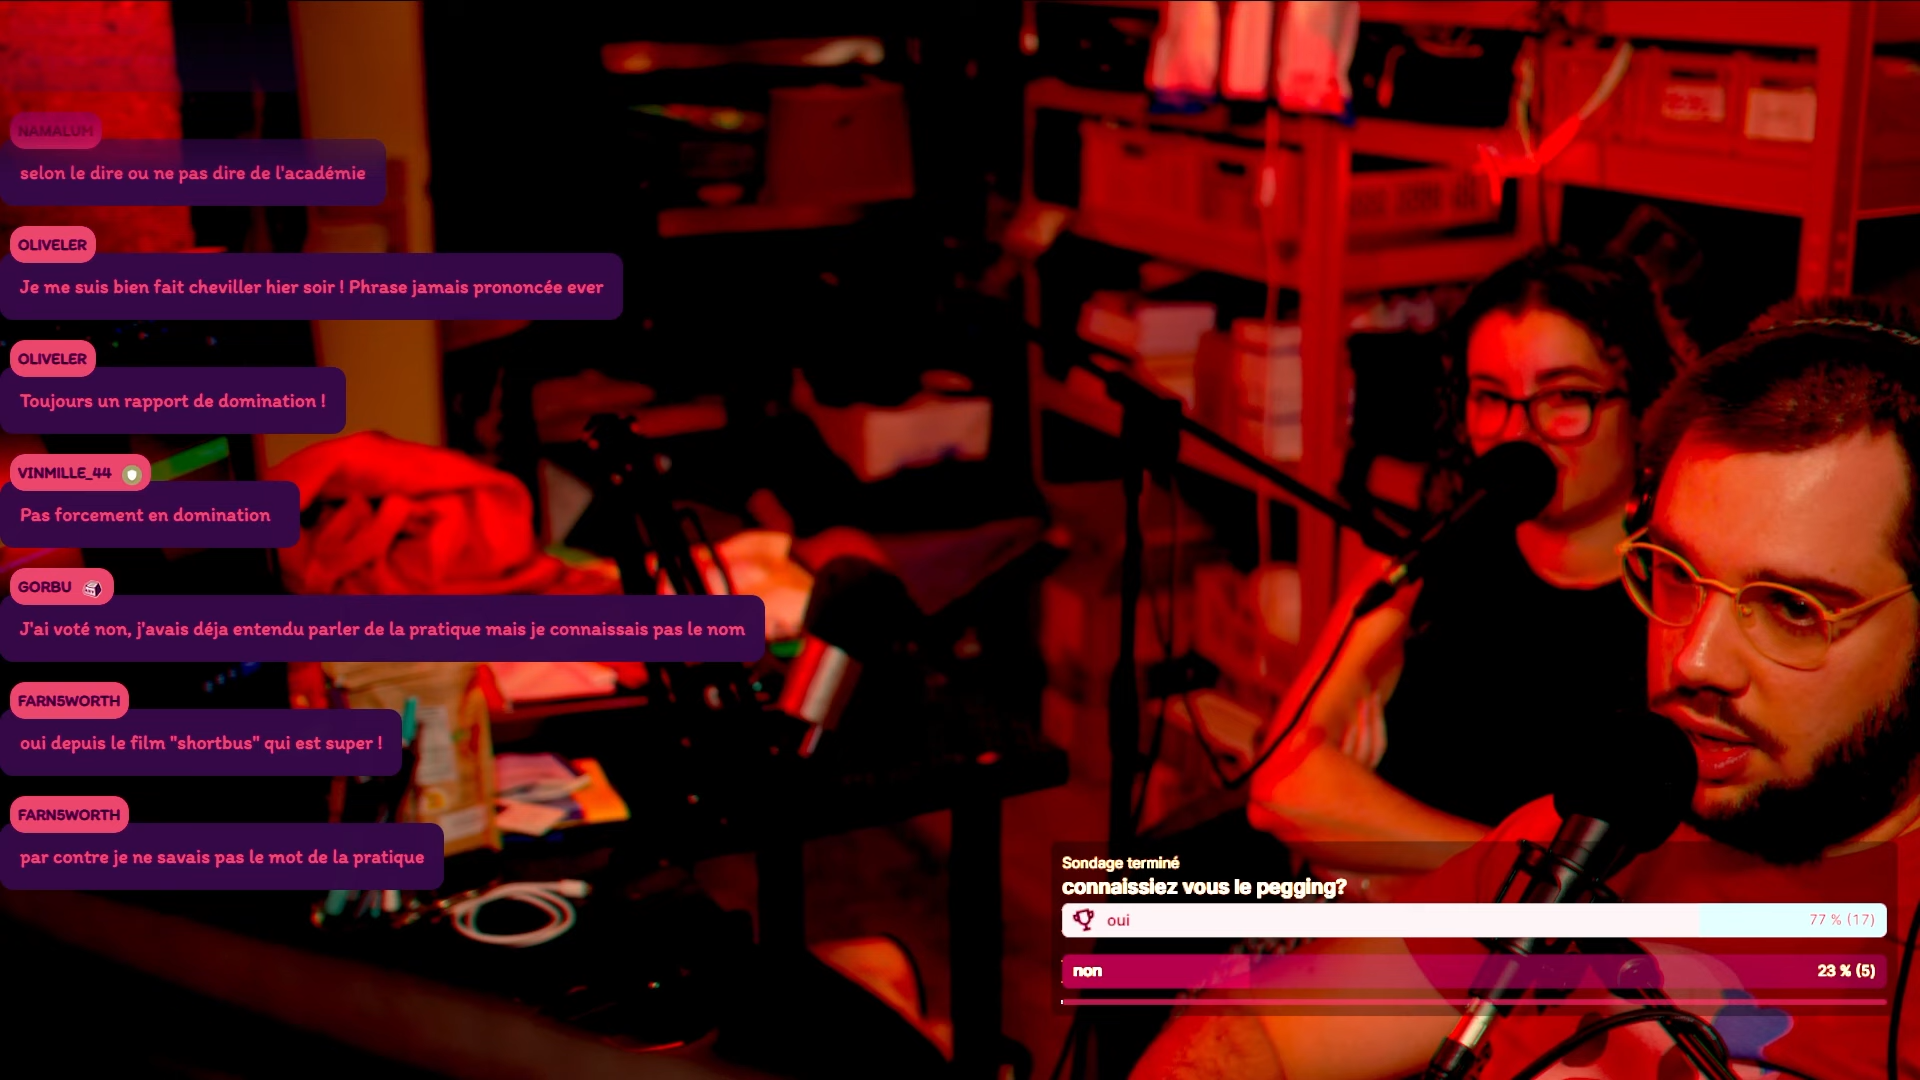 NAMALUM
selon le dire ou ne pas dire de l'académie
OLIVELER
Je me suis bien fait cheviller hier soir ! Phrase jamais prononcée ever
OLIVELER
Toujours un rapport de domination !
VINMILLE_44
Pas forcement en domination
GORBU
J'ai voté non, j'avais déja entendu parler de la pratique mais je connaissais pas le nom
FARN5WORTH
oui depuis le film "shortbus" qui est super !
FARN5WORTH
par contre je ne savais pas le mot de la pratique
Sondage terminé
connaissiez vous le pegging?
oui 77 % (17)
non 23 % (5)